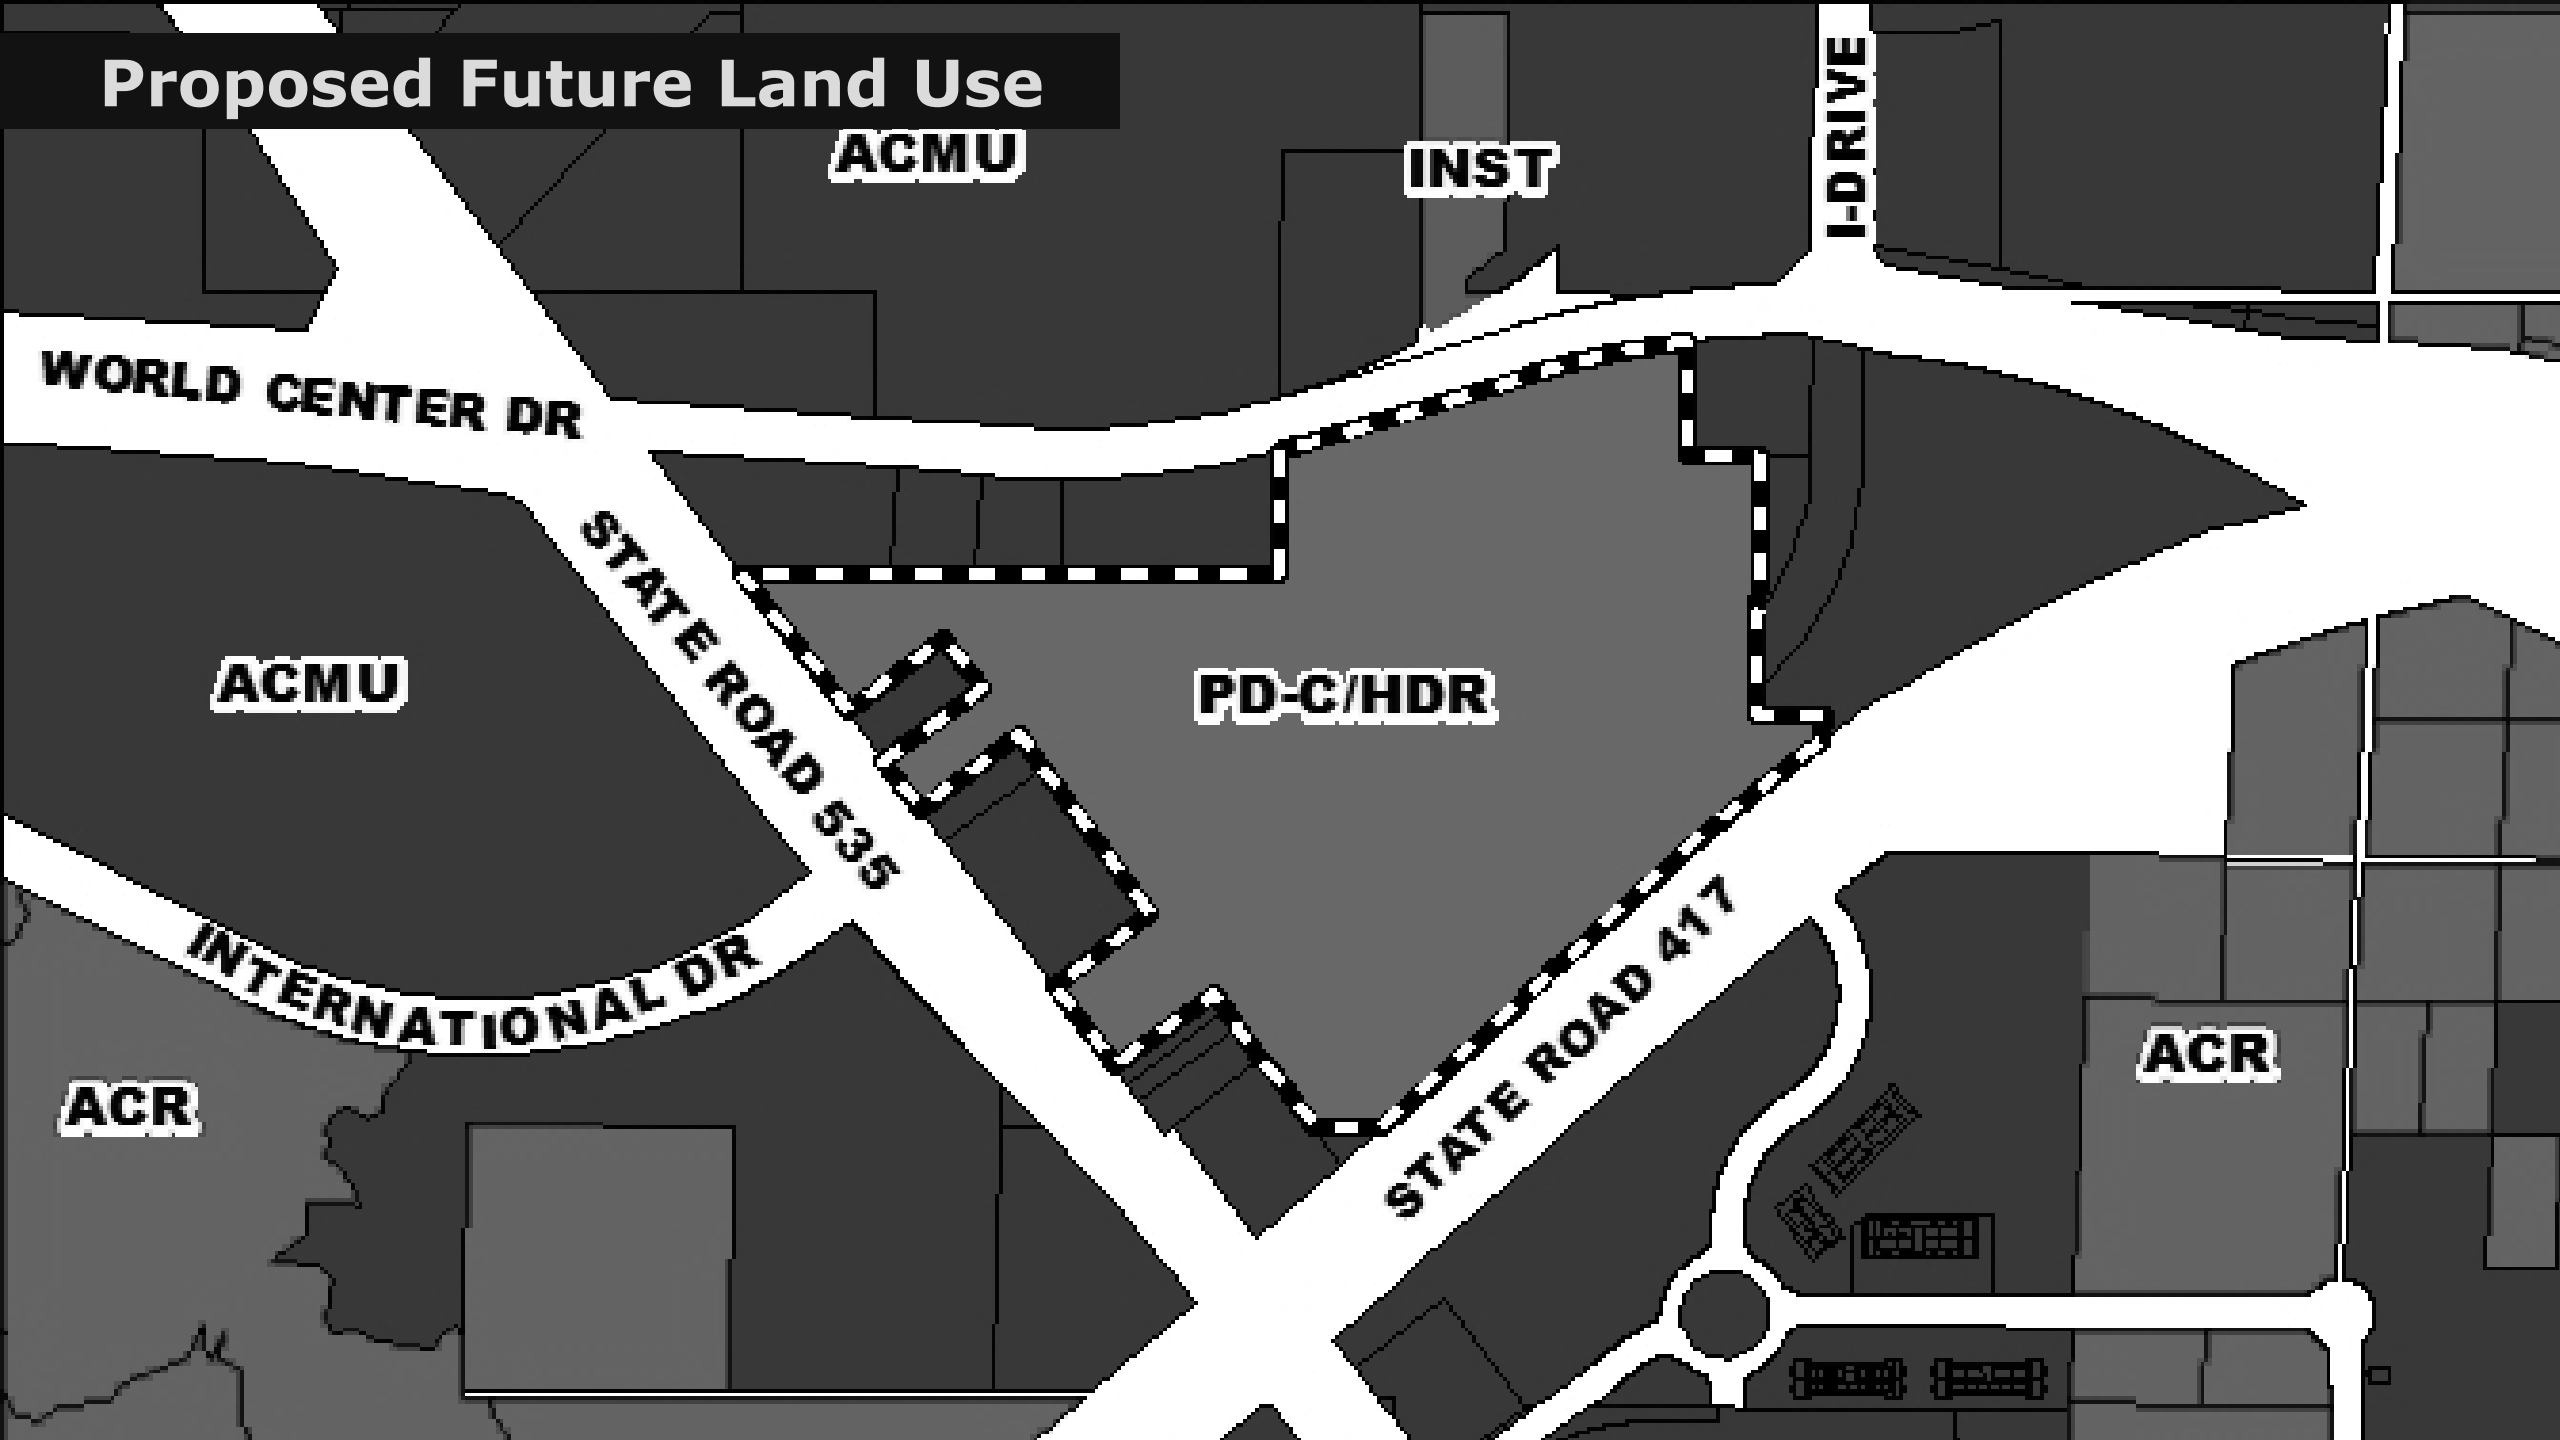 Proposed Future Land Use
ACMU
INST
I-DRIVE
WORLD CENTER DR
STATE ROAD 535
ACMU
PD-C/HDR
INTERNATIONAL DR
STATE ROAD 417
ACR
ACR